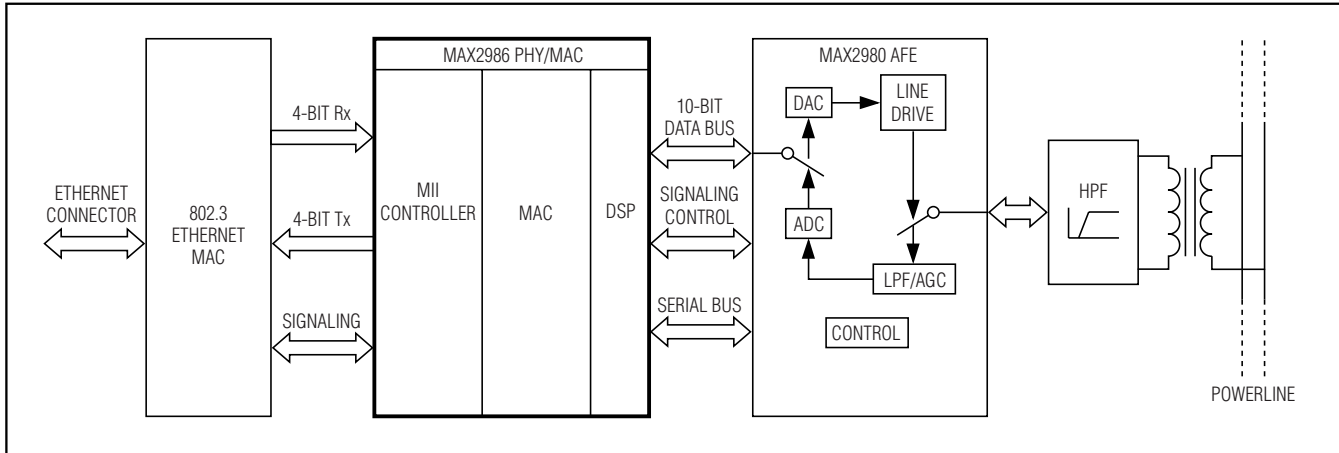 MAX2986 PHY/MAC
MAX2980 AFE
ETHERNET
CONNECTOR
802.3
ETHERNET
MAC
4-BIT Rx
4-BIT Tx
SIGNALING
MII
CONTROLLER
MAC
DSP
10-BIT
DATA BUS
SIGNALING
CONTROL
SERIAL BUS
DAC
LINE
DRIVE
ADC
LPF/AGC
CONTROL
HPF
POWERLINE